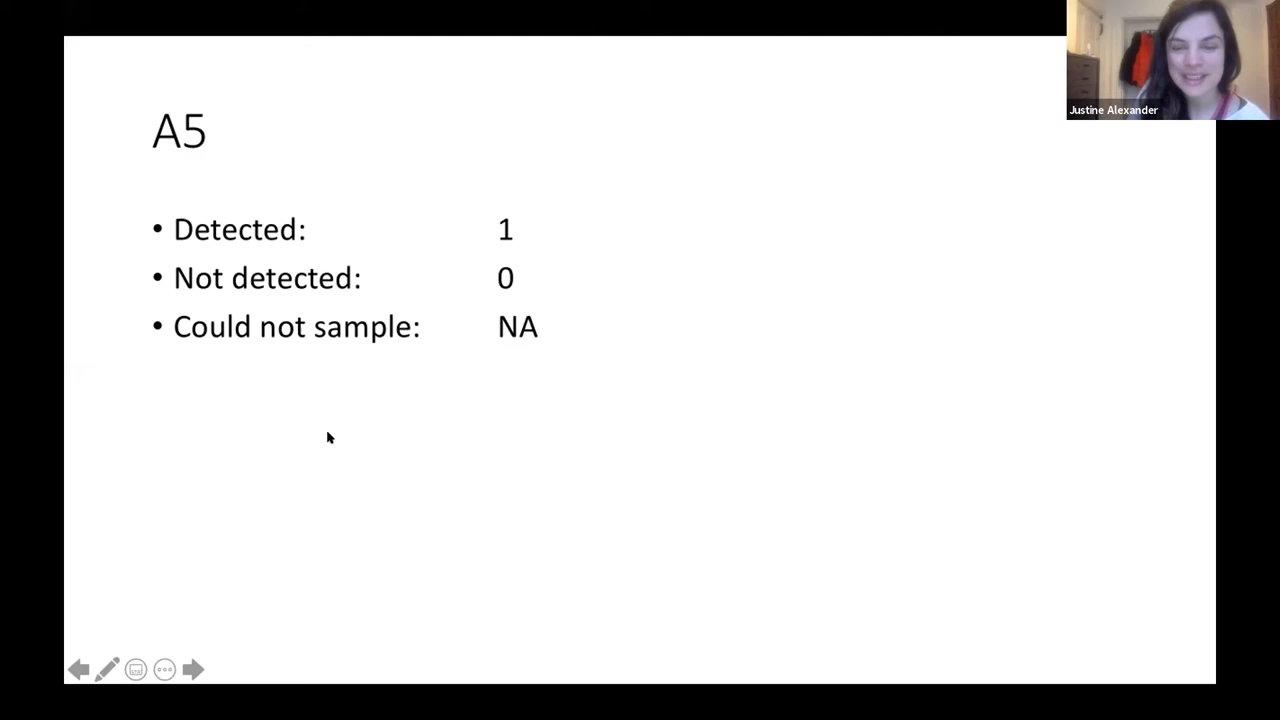 Justine Alexander
A5
• Detected: 1
• Not detected: 0
• Could not sample: NA